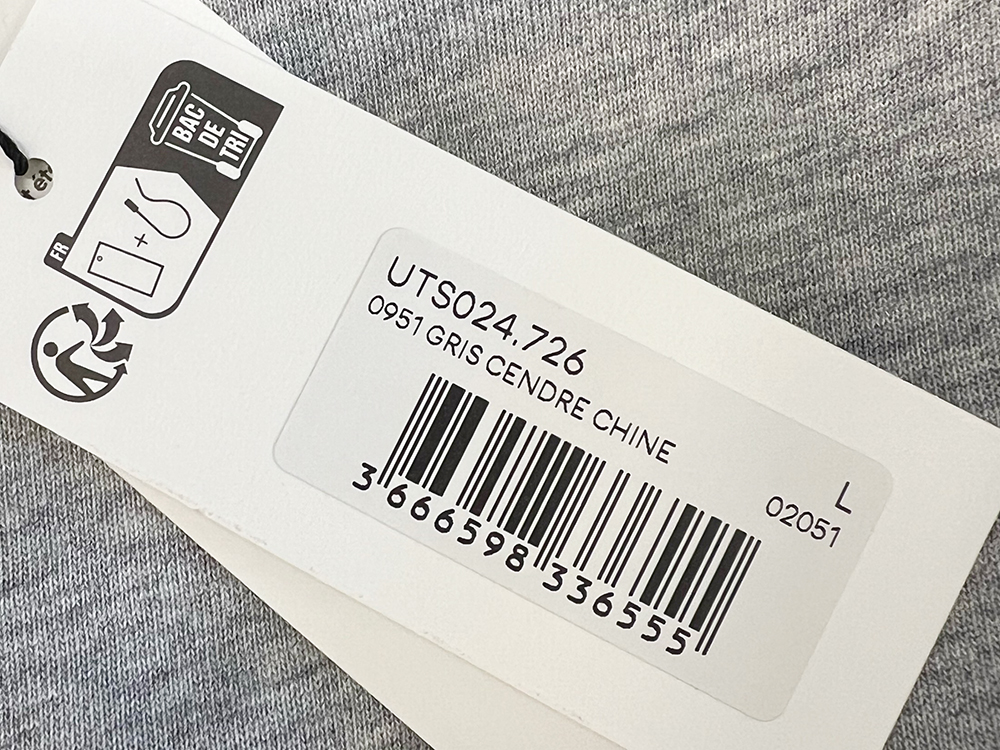 BAC
DE
TRI
FR
UTS024.726
0951 GRIS CENDRE CHINE
L
02051
3 666598 336555